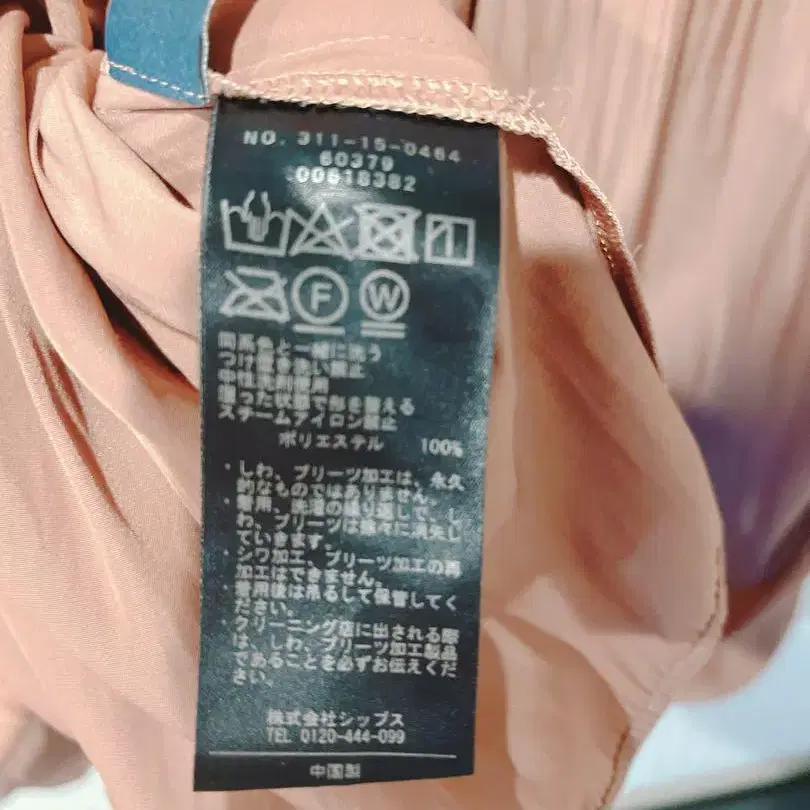 NO. 311-15-0464
60379
00618382
F W
同系色と一緒に洗う
つけ置き洗い禁止
中性洗剤使用
湿った状態で形を整える
スチームアイロン禁止
ポリエステル 100%
・しわ、プリーツ加工は、永久
的なものではありません。
・着用、洗濯の繰り返しで、し
わ、プリーツは徐々に消失し
ていきます。
・シワ加工、プリーツ加工の再
加工はできません。
・着用後は吊るして保管してく
ださい。
・クリーニング店に出される際
は、しわ、プリーツ加工製品
であることを必ずお伝えくだ
さい。
株式会社シップス
TEL 0120-444-099
中国製